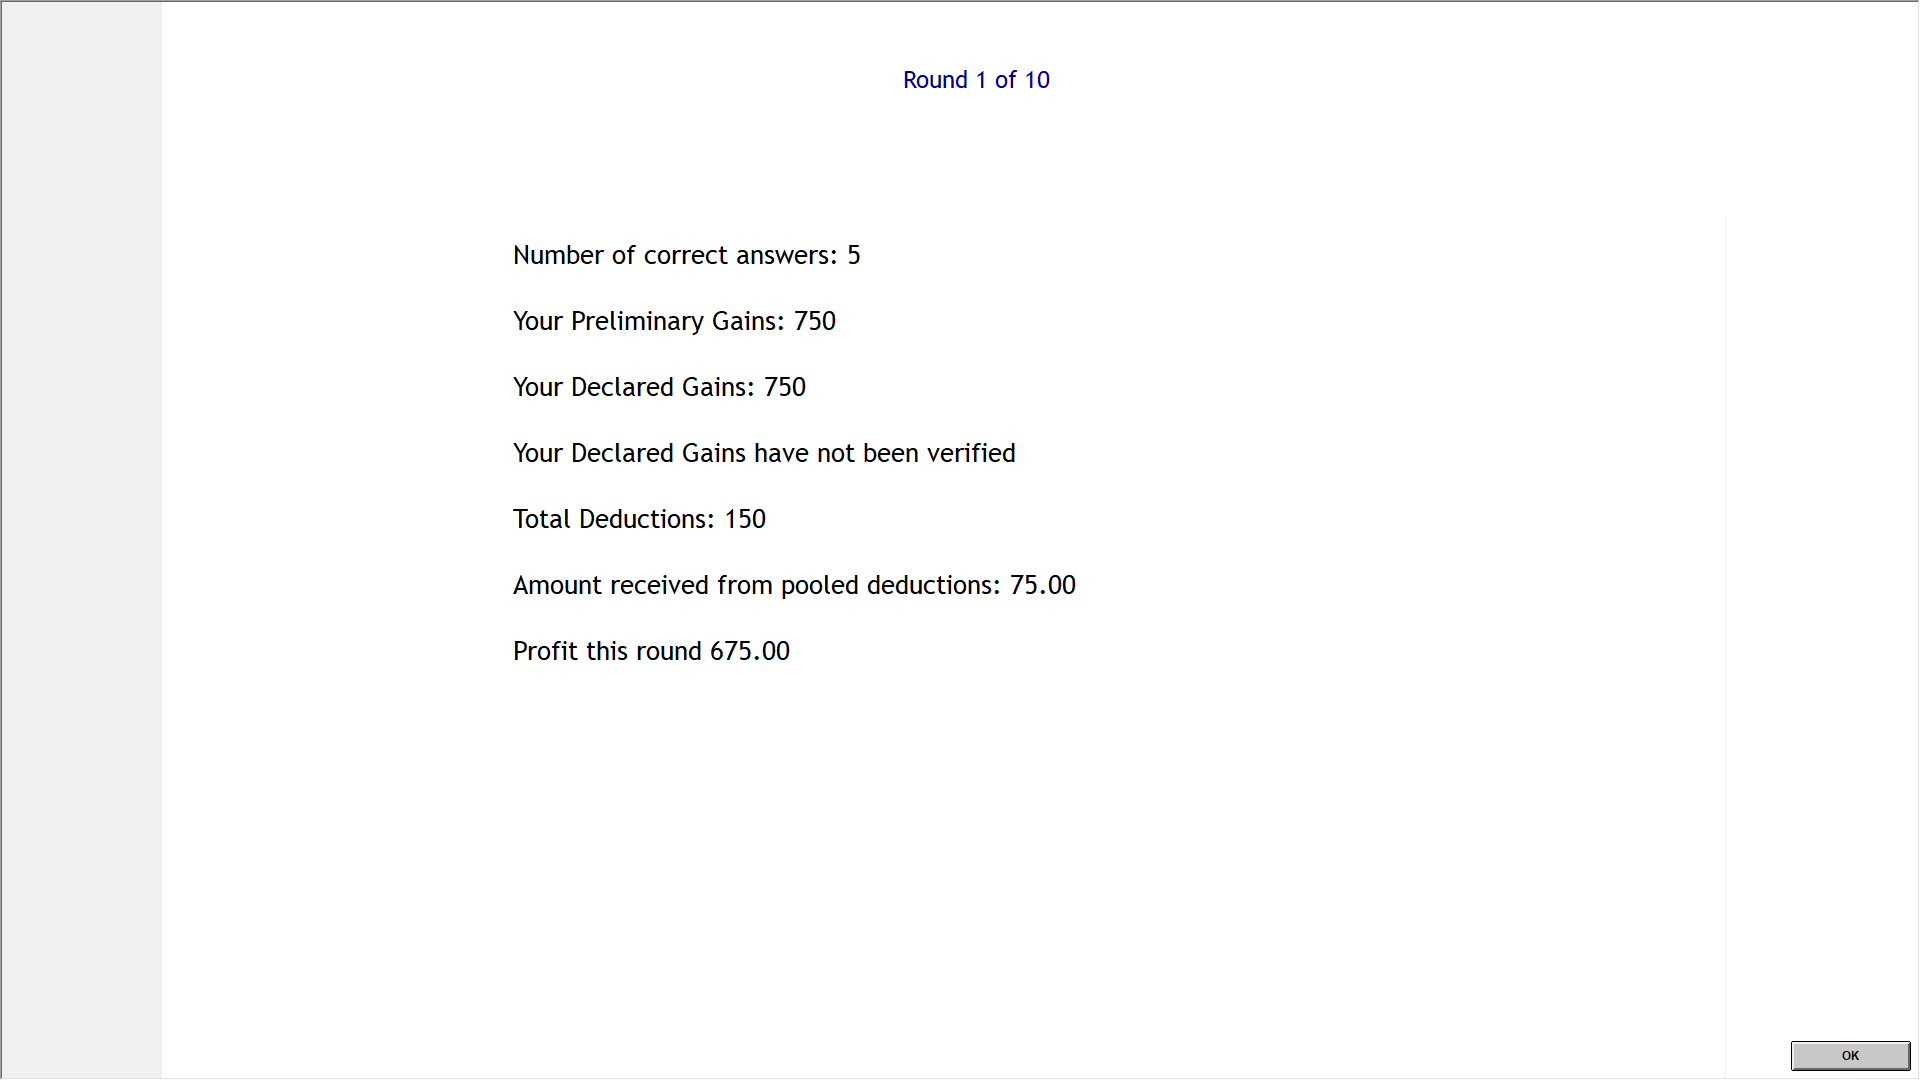 Round 1 of 10
Number of correct answers: 5
Your Preliminary Gains: 750
Your Declared Gains: 750
Your Declared Gains have not been verified
Total Deductions: 150
Amount received from pooled deductions: 75.00
Profit this round 675.00
OK